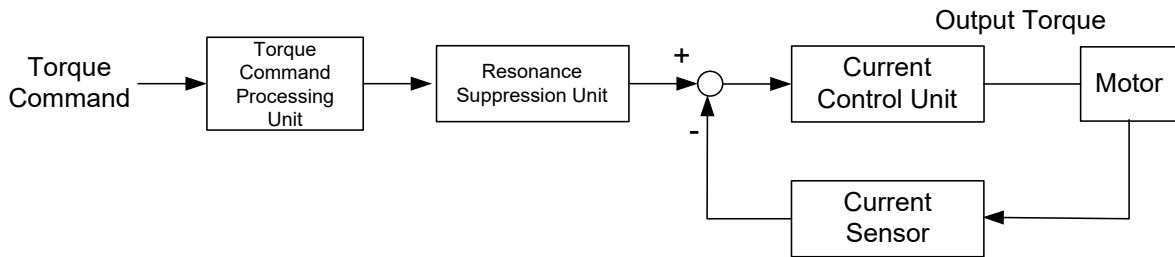 Output Torque
Torque
Command
Torque
Command
Processing
Unit
Resonance
Suppression Unit
+
-
Current
Control Unit
Motor
Current
Sensor